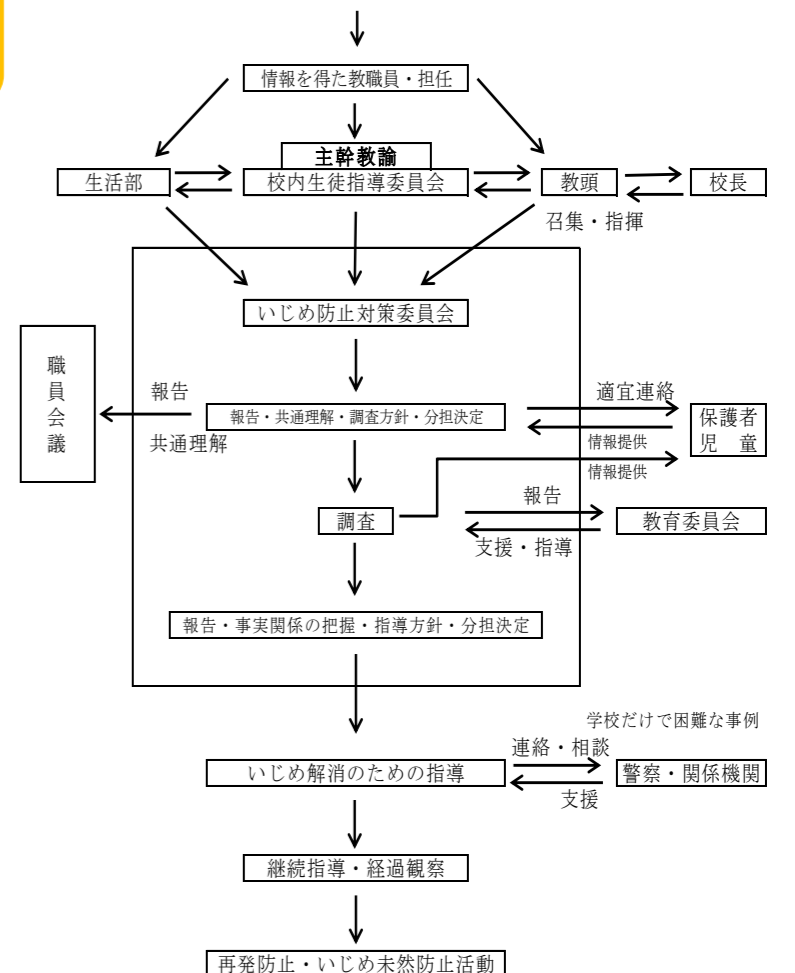 情報を得た教職員・担任
主幹教諭
生活部
校内生徒指導委員会
教頭
校長
召集・指揮
いじめ防止対策委員会
職員会議
報告
共通理解
報告・共通理解・調査方針・分担決定
適宜連絡
情報提供
保護者
児　童
情報提供
調査
報告
支援・指導
教育委員会
報告・事実関係の把握・指導方針・分担決定
学校だけで困難な事例
連絡・相談
いじめ解消のための指導
警察・関係機関
支援
継続指導・経過観察
再発防止・いじめ未然防止活動